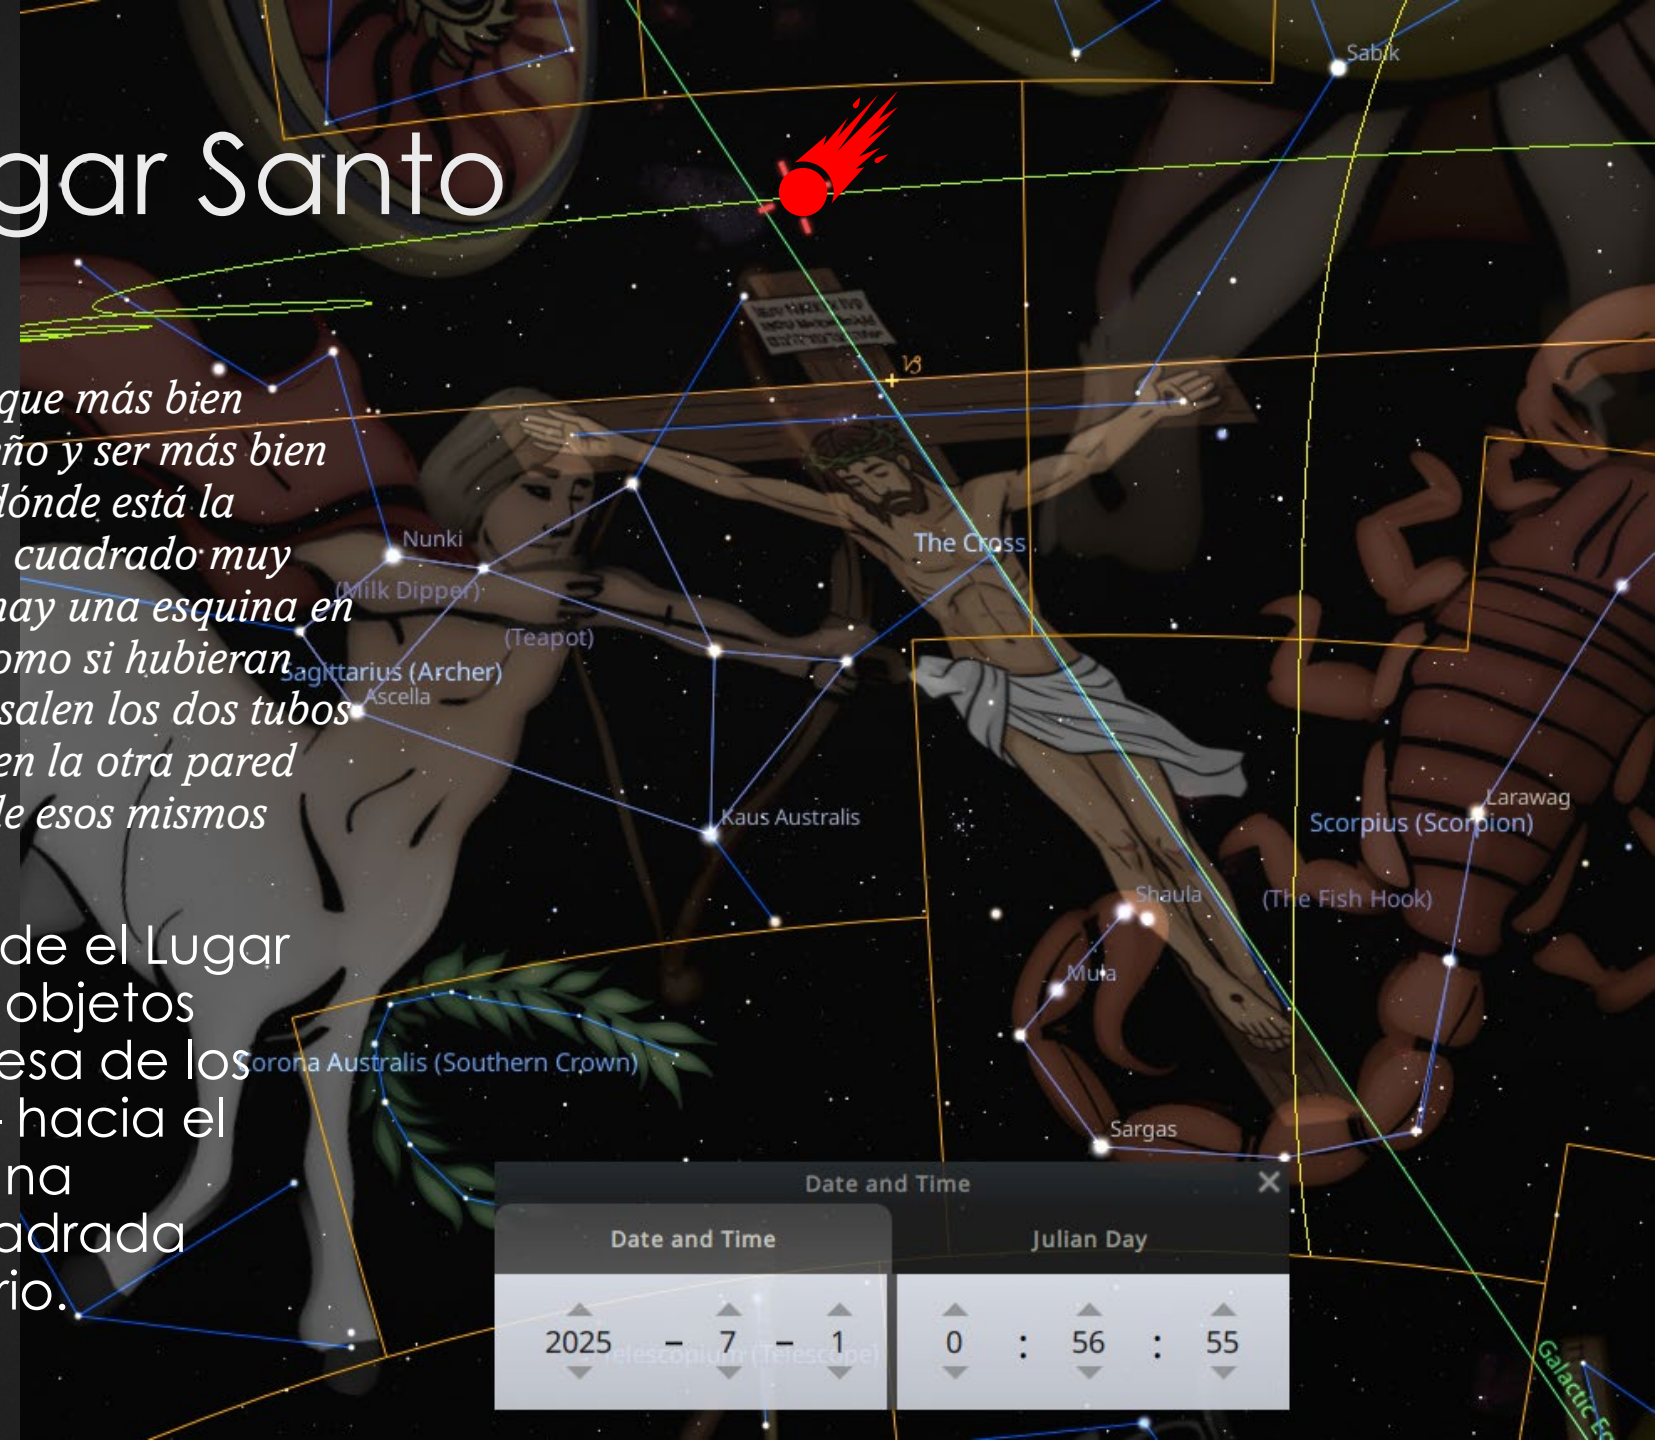 gar Santo
que más bien
eño y ser más bien
dónde está la
cuadrado muy
hay una esquina en
omo si hubieran
salen los dos tubos
en la otra pared
de esos mismos
de el Lugar
objetos
esa de los
- hacia el
na
adrada
rio.
Sabik
The Cross
Nunki
(Milk Dipper)
(Teapot)
Sagittarius (Archer)
Ascella
Kaus Australis
Larawag
Scorpius (Scorpion)
Shaula
(The Fish Hook)
Mula
Corona Australis (Southern Crown)
Sargas
Date and Time
Date and Time
Julian Day
2025 - 7 - 1 0 : 56 : 55
Telescopium (Telescope)
Galactic Eq